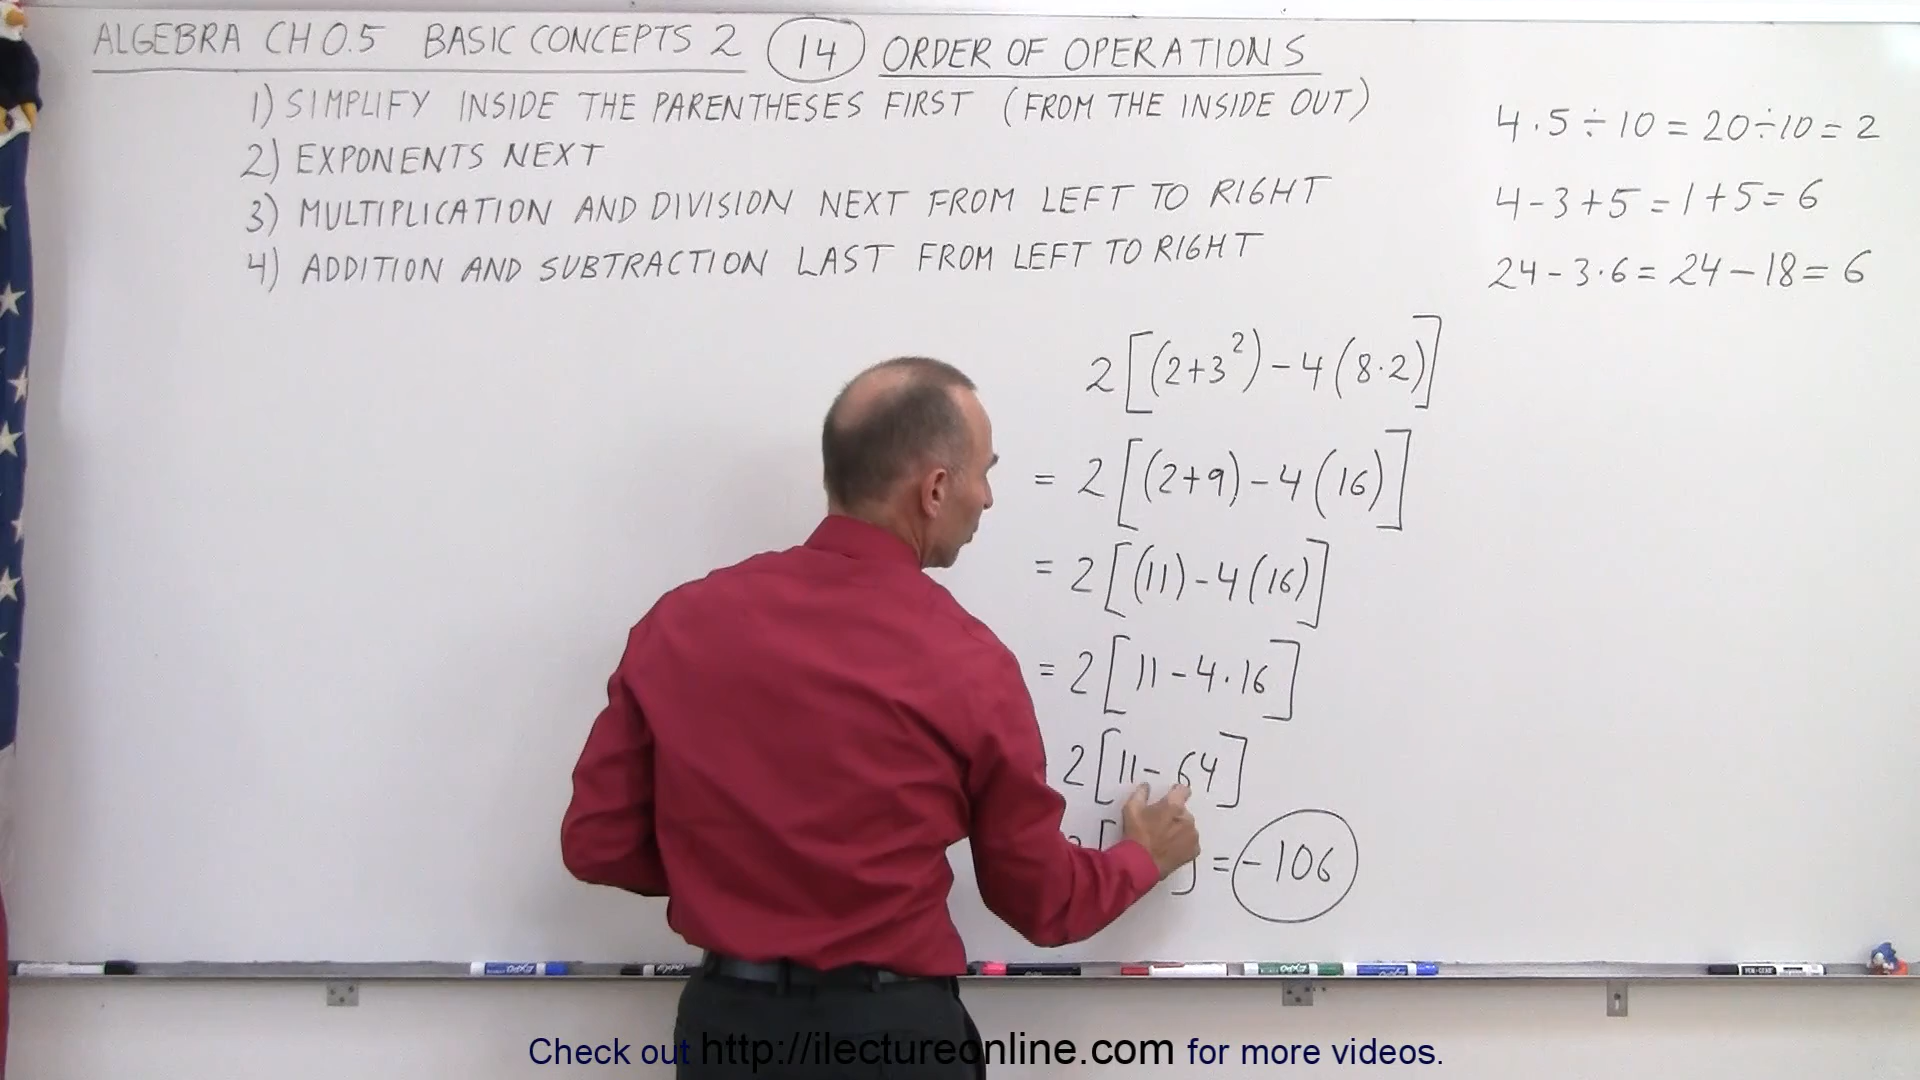 ALGEBRA CH 0.5 BASIC CONCEPTS 2 14 ORDER OF OPERATIONS
1) SIMPLIFY INSIDE THE PARENTHESES FIRST (FROM THE INSIDE OUT)
2) EXPONENTS NEXT
3) MULTIPLICATION AND DIVISION NEXT FROM LEFT TO RIGHT
4) ADDITION AND SUBTRACTION LAST FROM LEFT TO RIGHT
4·5÷10=20÷10=2
4-3+5=1+5=6
24-3·6=24-18=6
2[(2+3²)-4(8·2)]
=2[(2+9)-4(16)]
=2[(11)-4(16)]
=2[11-4·16]
2[11-64]
]=-106
EXPO
EXPO
EXPO
Check out http://ilectureonline.com for more videos.